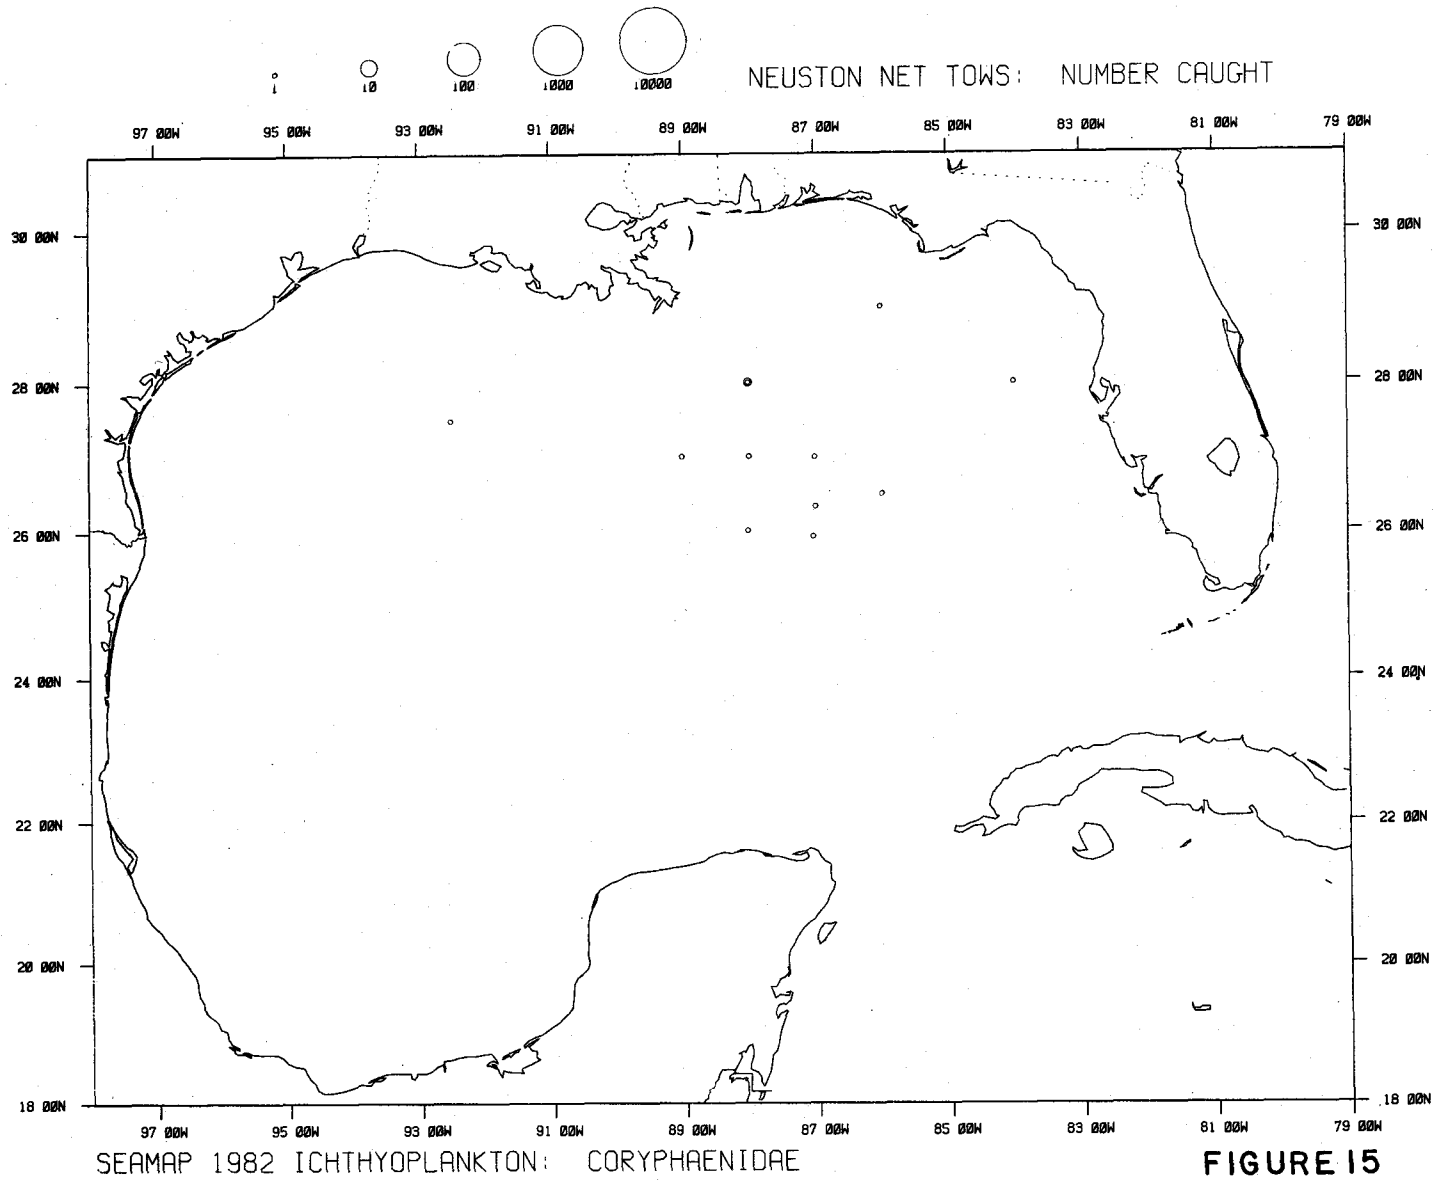 1 10 100 1000 10000
NEUSTON NET TOWS: NUMBER CAUGHT
97 00W 95 00W 93 00W 91 00W 89 00W 87 00W 85 00W 83 00W 81 00W 79 00W
30 00N 30 00N
28 00N 28 00N
26 00N 26 00N
24 00N 24 00N
22 00N 22 00N
20 00N 20 00N
18 00N 18 00N
97 00W 95 00W 93 00W 91 00W 89 00W 87 00W 85 00W 83 00W 81 00W 79 00W
SEAMAP 1982 ICHTHYOPLANKTON: CORYPHAENIDAE
FIGURE 15